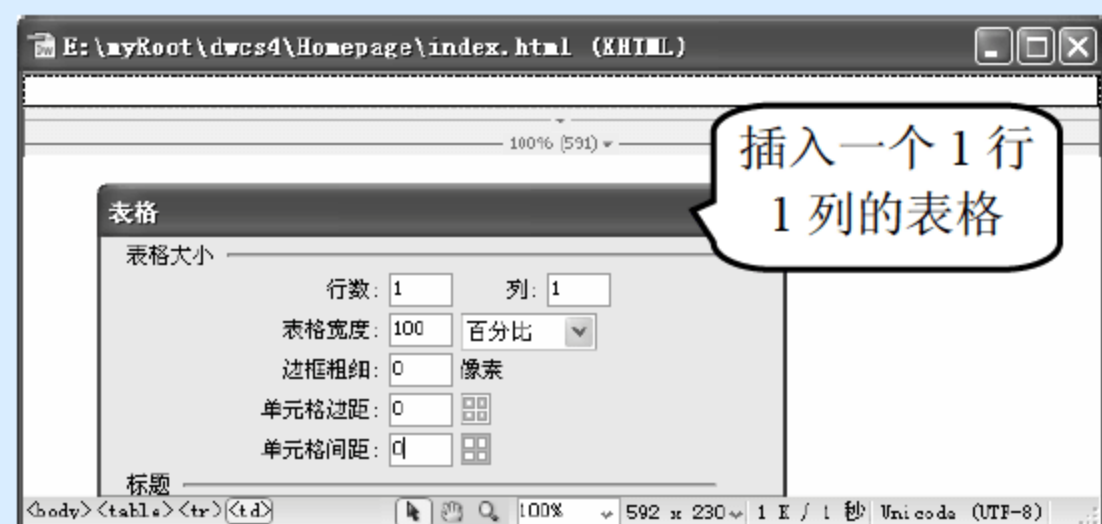 E:\myRoot\dwcs4\Homepage\index.html (XHTML)
100% (591)
插入一个 1 行
1 列的表格
表格
表格大小
行数: 1 列: 1
表格宽度: 100 百分比
边框粗细: 0 像素
单元格边距: 0
单元格间距: 0
标题
<body><table><tr><td> 100% 592 x 230 1 K / 1 秒 Unicode (UTF-8)